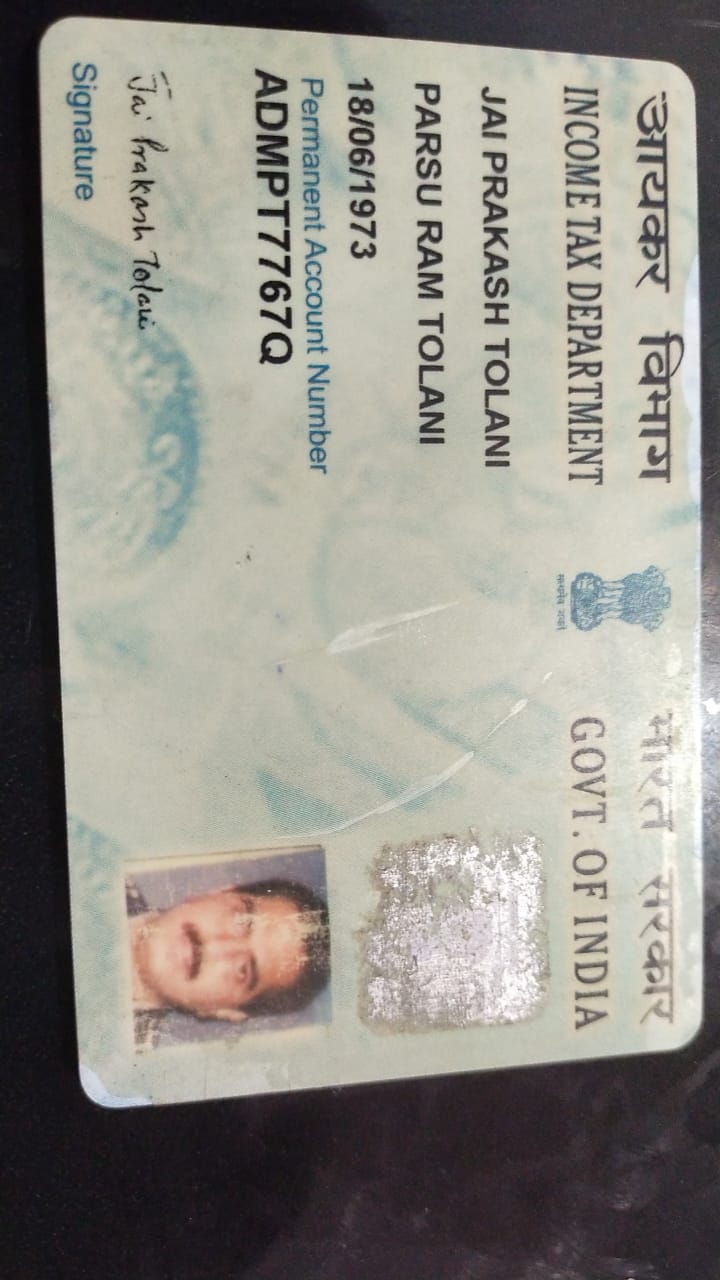 आयकर विभाग
INCOME TAX DEPARTMENT
सत्यमेव जयते
भारत सरकार
GOVT. OF INDIA
JAI PRAKASH TOLANI
PARSU RAM TOLANI
18/06/1973
Permanent Account Number
ADMPT7767Q
Jai Prakash Tolani
Signature